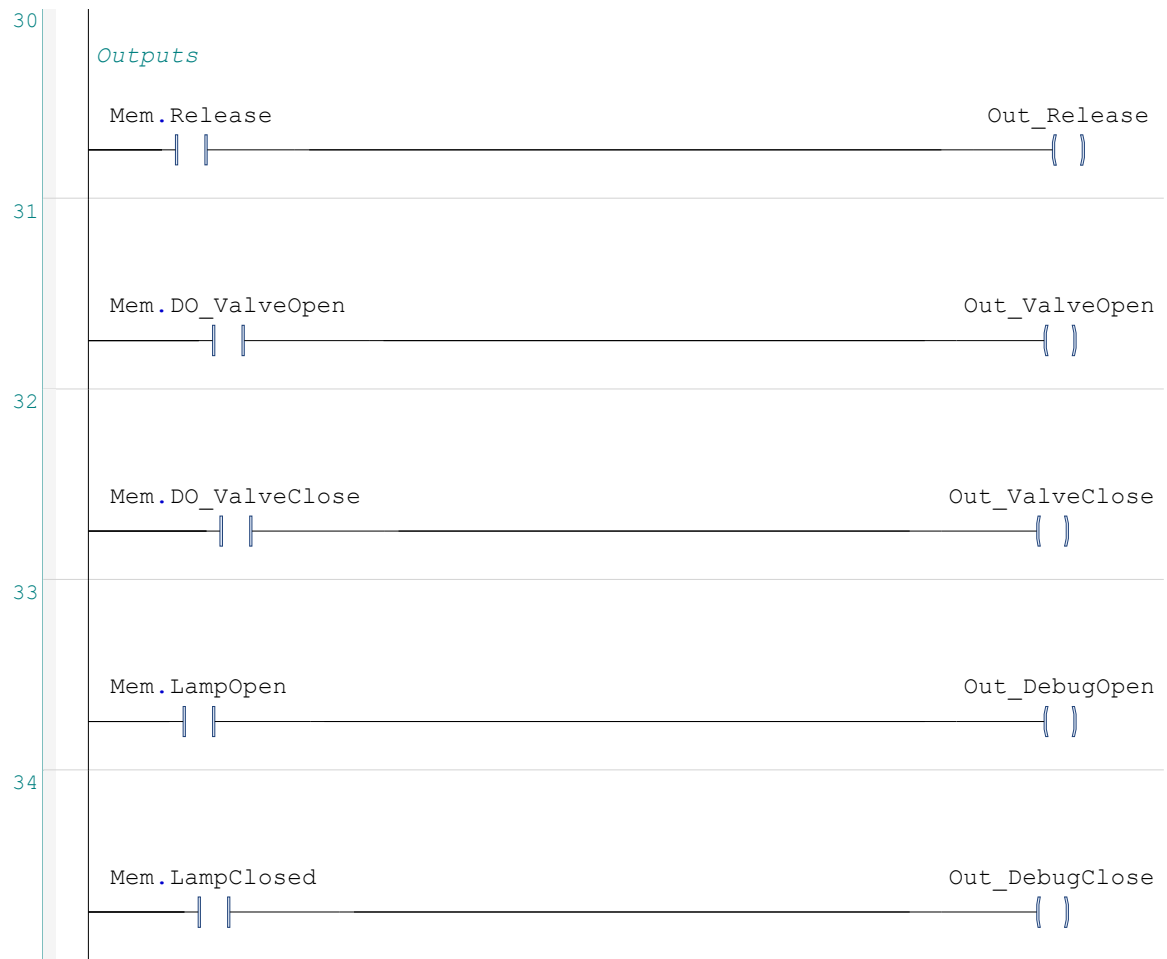 30
Outputs
Mem.Release Out_Release
31
Mem.DO_ValveOpen Out_ValveOpen
32
Mem.DO_ValveClose Out_ValveClose
33
Mem.LampOpen Out_DebugOpen
34
Mem.LampClosed Out_DebugClose